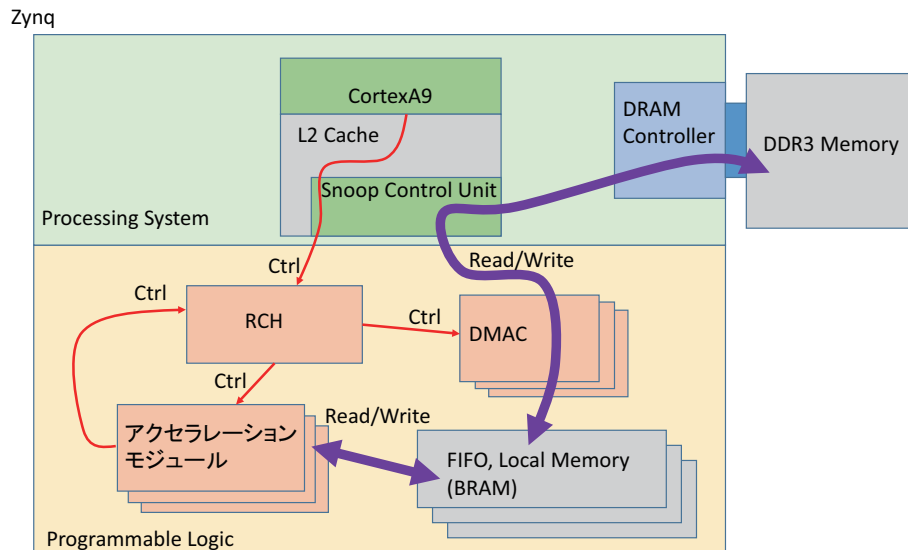 Zynq
CortexA9
L2 Cache
Snoop Control Unit
DRAM
Controller
DDR3 Memory
Processing System
Ctrl
Read/Write
Ctrl
RCH
Ctrl
DMAC
Ctrl
アクセラレーション
モジュール
Read/Write
FIFO, Local Memory
(BRAM)
Programmable Logic